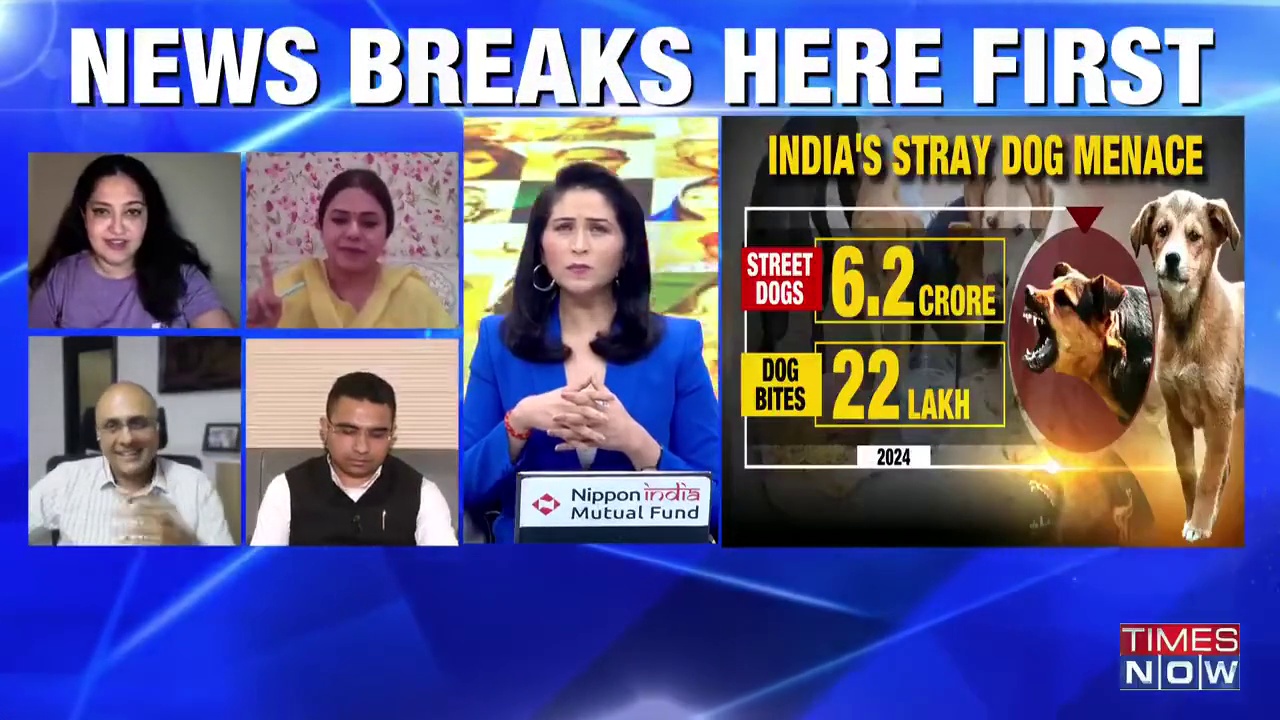 NEWS BREAKS HERE FIRST
INDIA'S STRAY DOG MENACE
STREET
DOGS
6.2 CRORE
DOG
BITES
22 LAKH
2024
Nippon india
Mutual Fund
TIMES
NOW